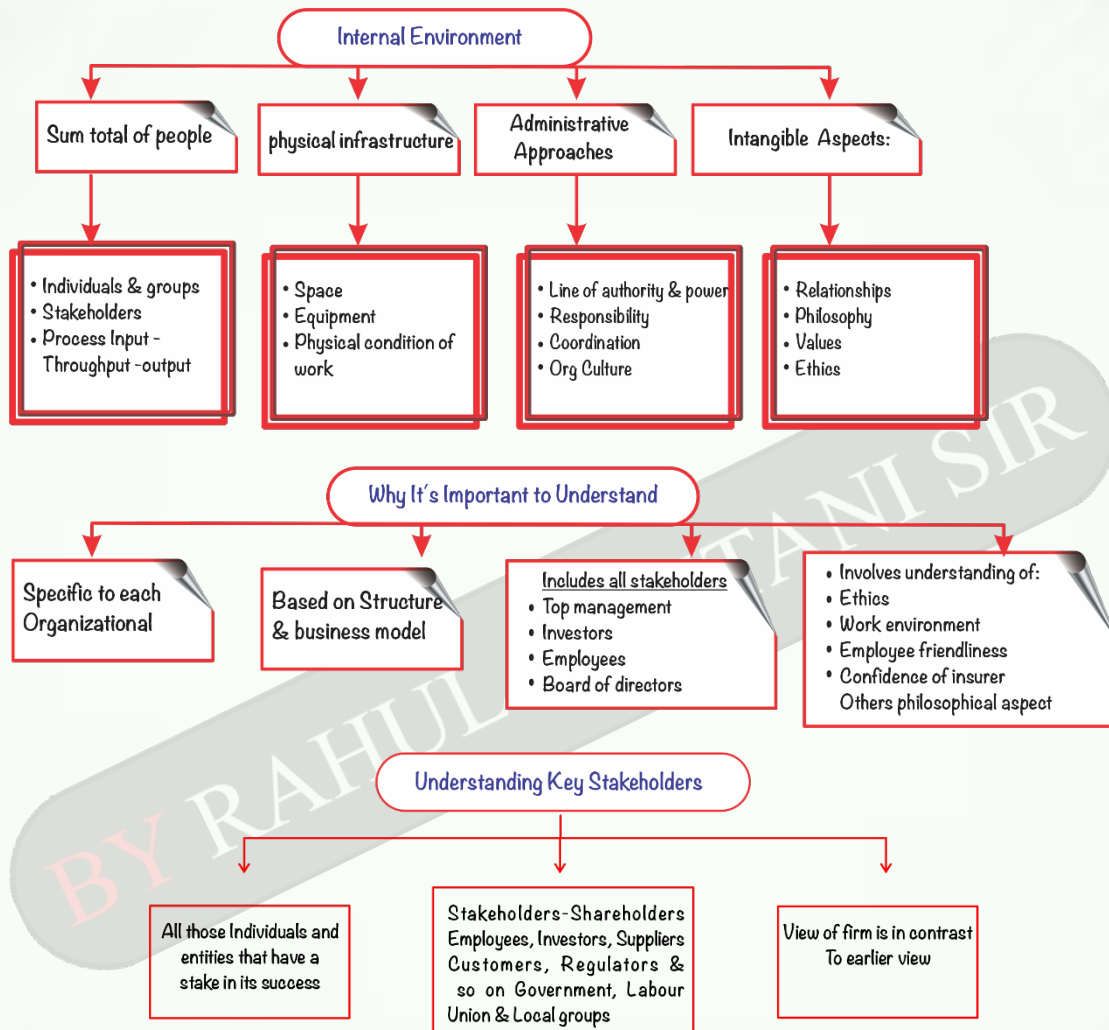 Internal Environment
Sum total of people
physical infrastructure
Administrative
Approaches
Intangible Aspects:
• Individuals & groups
• Stakeholders
• Process Input -
Throughput -output
• Space
• Equipment
• Physical condition of
work
• Line of authority & power
• Responsibility
• Coordination
• Org Culture
• Relationships
• Philosophy
• Values
• Ethics
Why It's Important to Understand
Specific to each
Organizational
Based on Structure
& business model
Includes all stakeholders
• Top management
• Investors
• Employees
• Board of directors
• Involves understanding of:
• Ethics
• Work environment
• Employee friendliness
• Confidence of insurer
Others philosophical aspect
Understanding Key Stakeholders
All those Individuals and
entities that have a
stake in its success
Stakeholders-Shareholders
Employees, Investors, Suppliers
Customers, Regulators &
so on Government, Labour
Union & Local groups
View of firm is in contrast
To earlier view
BY RAHUL SIR